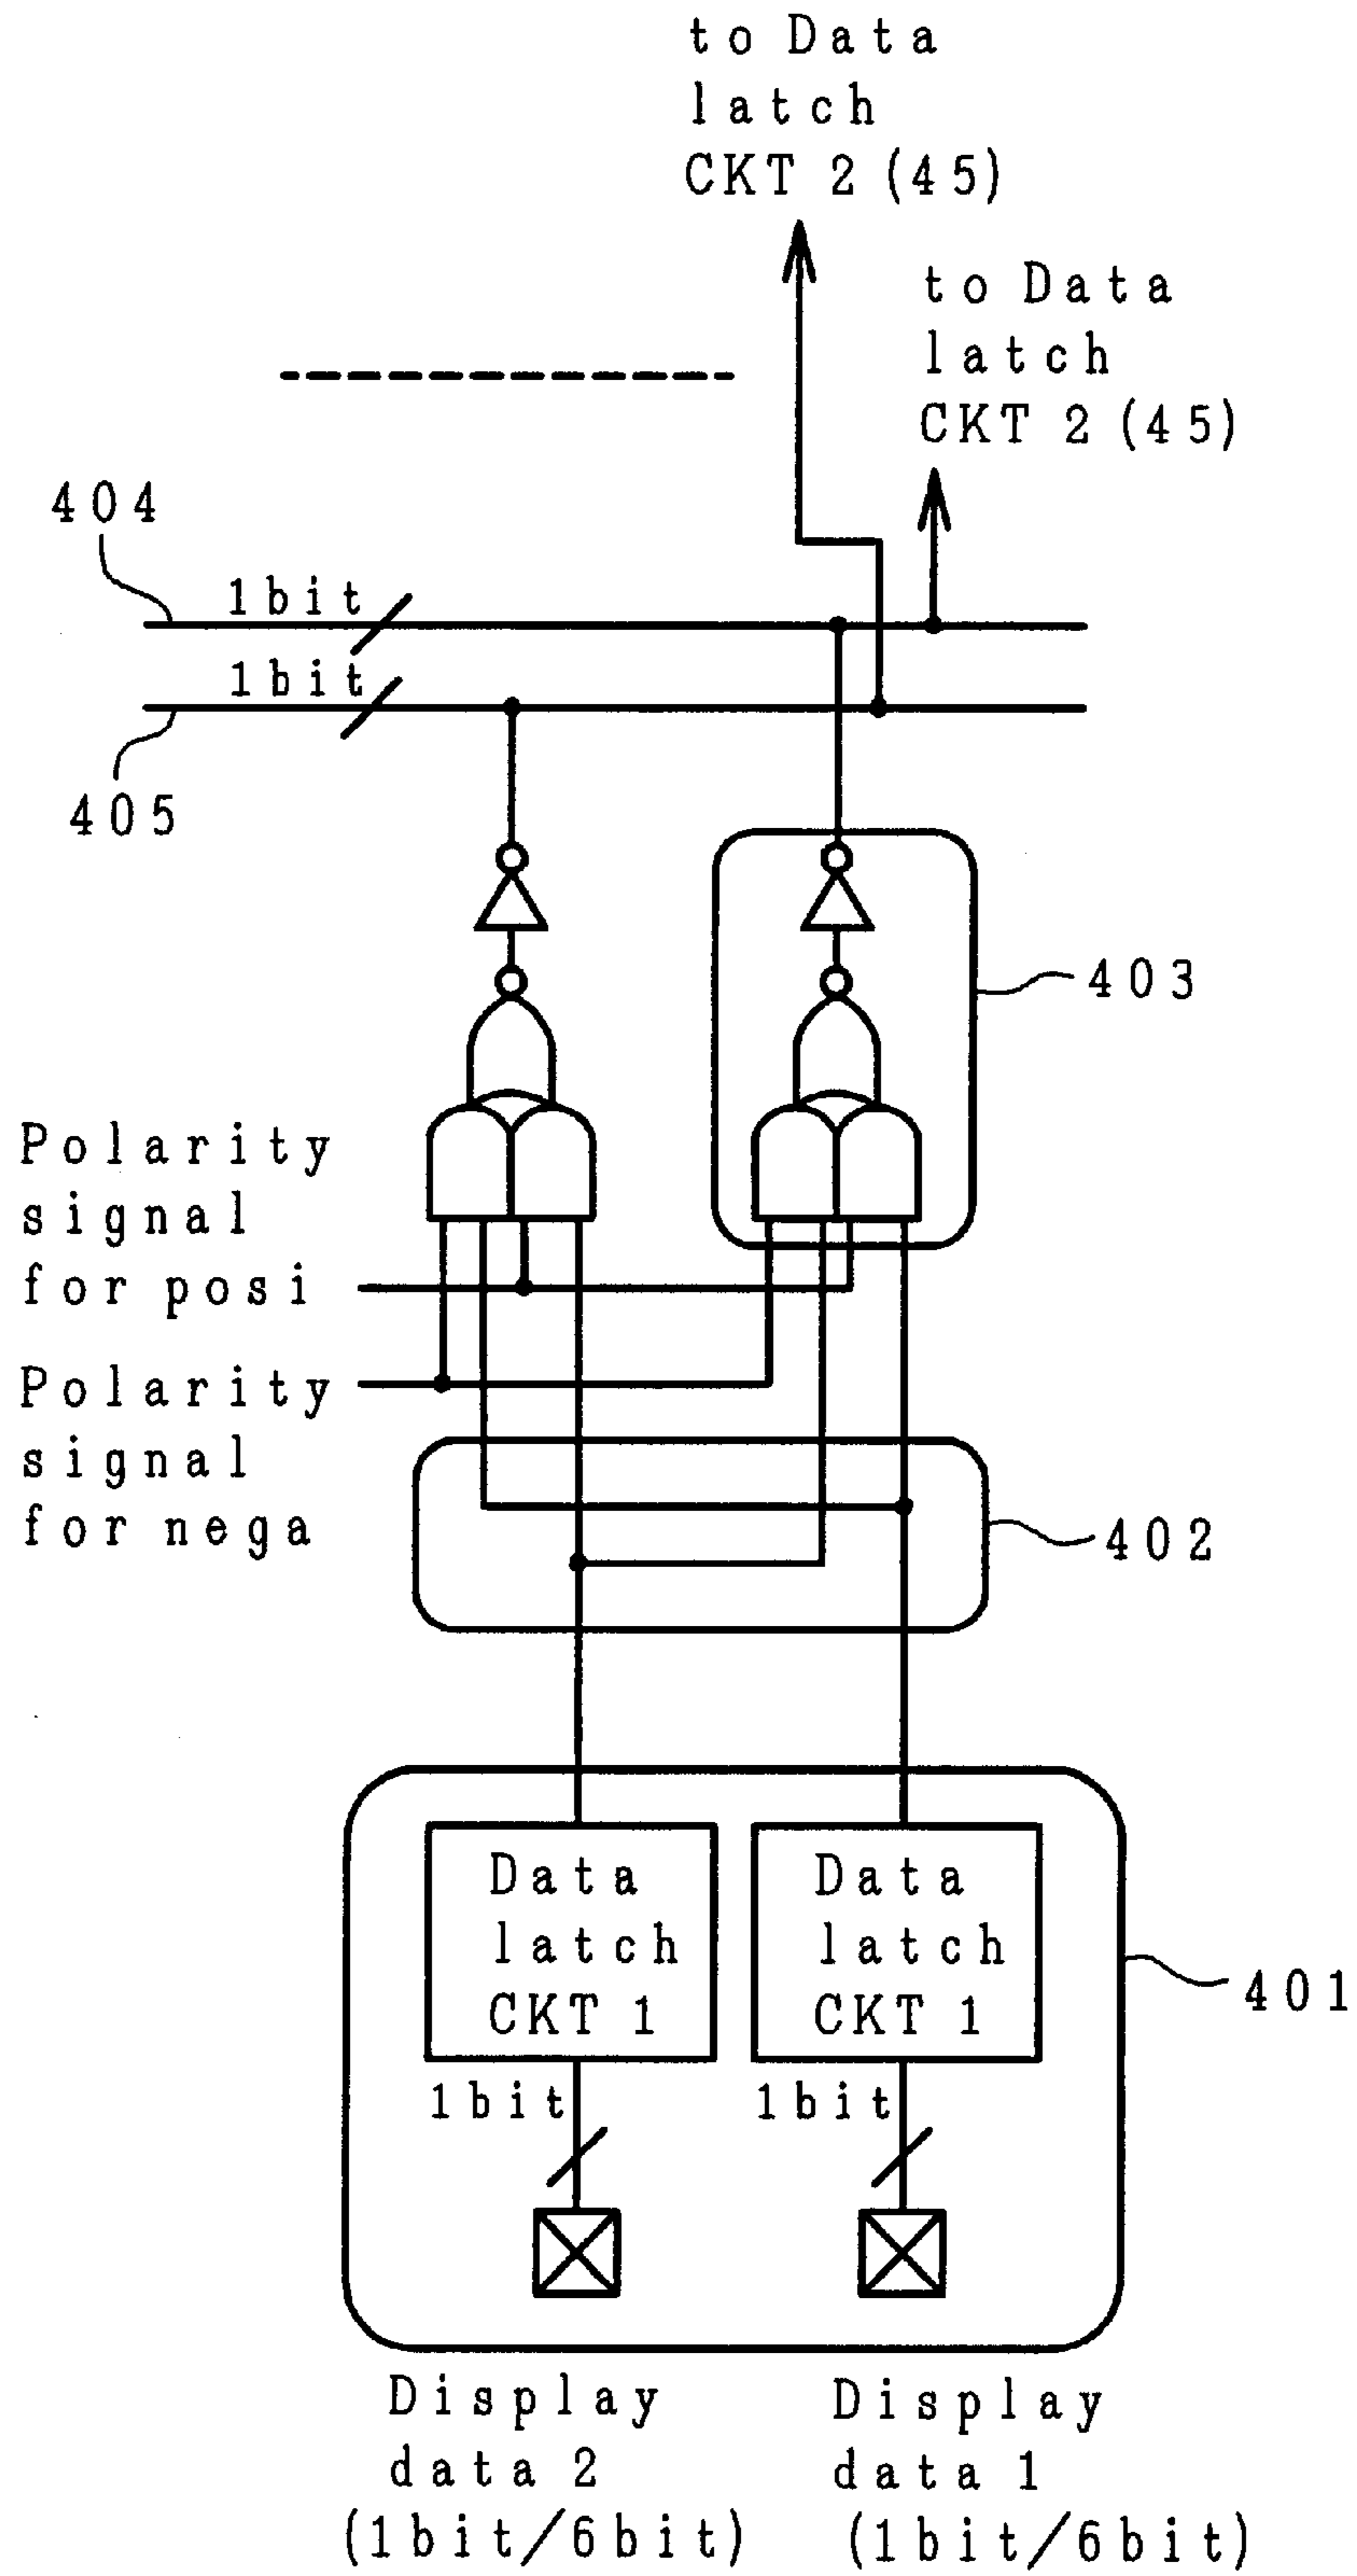 to Data
latch
CKT 2 (45)
to Data
latch
CKT 2 (45)
404
1bit
1bit
405
403
Polarity
signal
for posi
Polarity
signal
for nega
402
Data
latch
CKT 1
Data
latch
CKT 1
401
1bit
1bit
Display
data 2
(1bit/6bit)
Display
data 1
(1bit/6bit)